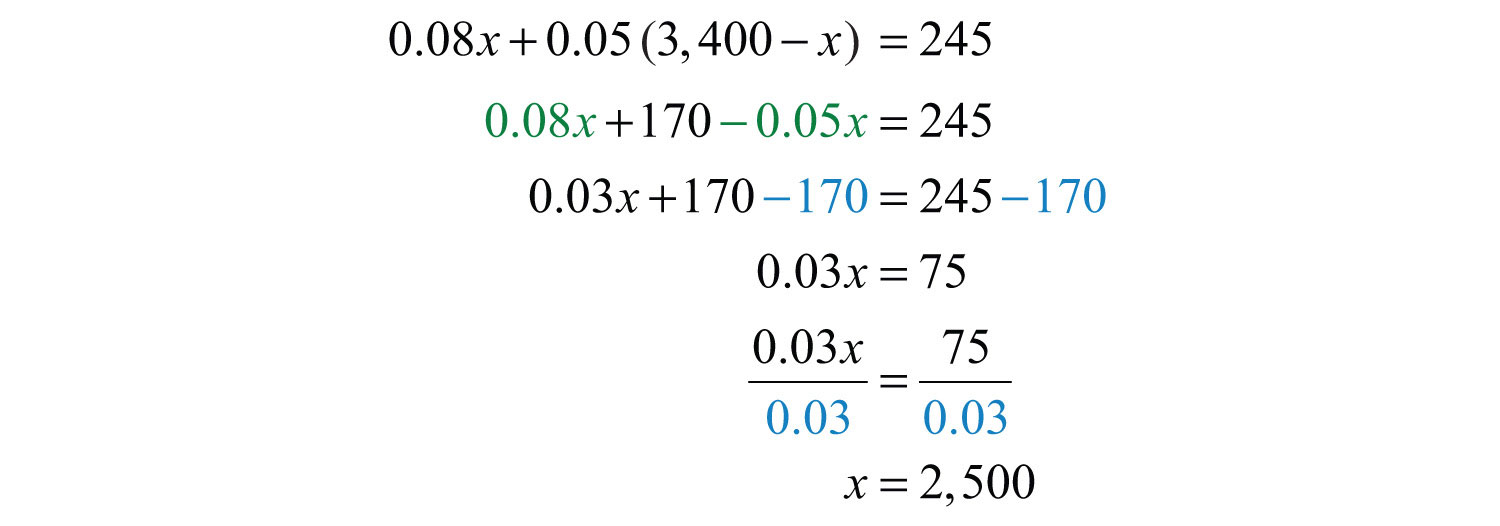 0.08x + 0.05 (3, 400 − x) = 245
0.08x + 170 − 0.05x = 245
0.03x + 170 − 170 = 245 − 170
0.03x = 75
0.03x / 0.03 = 75 / 0.03
x = 2, 500